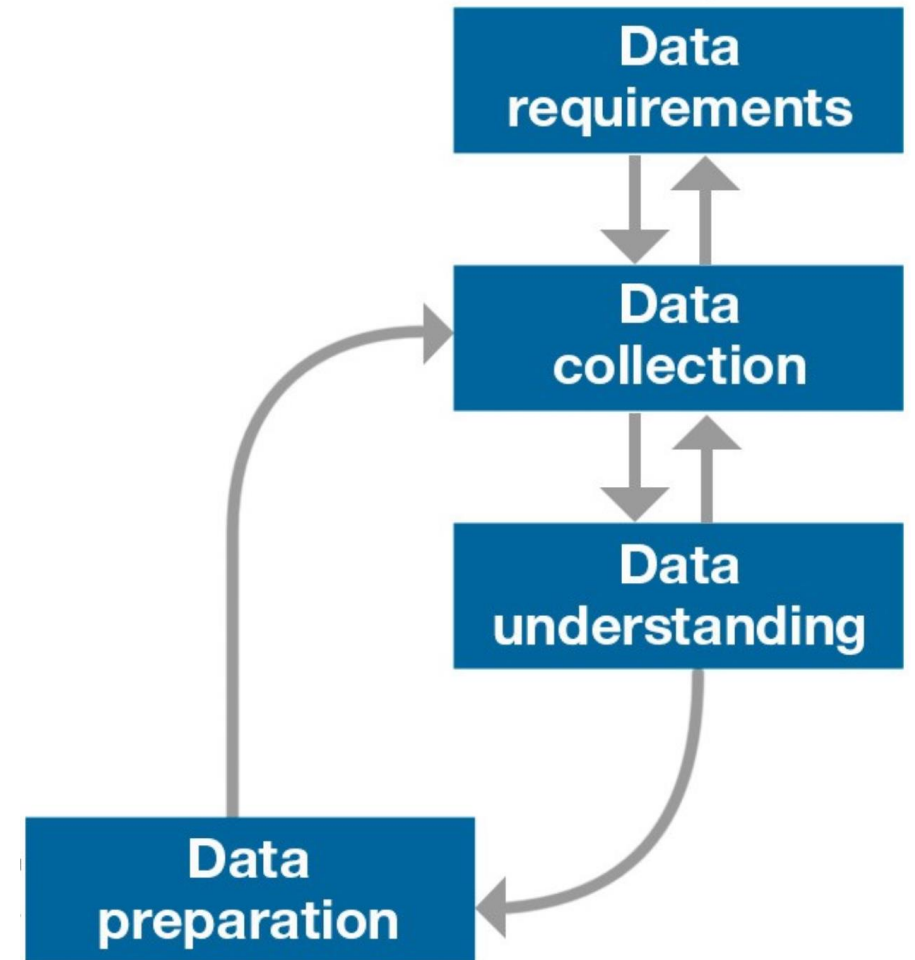 Data
requirements
Data
collection
Data
understanding
Data
preparation